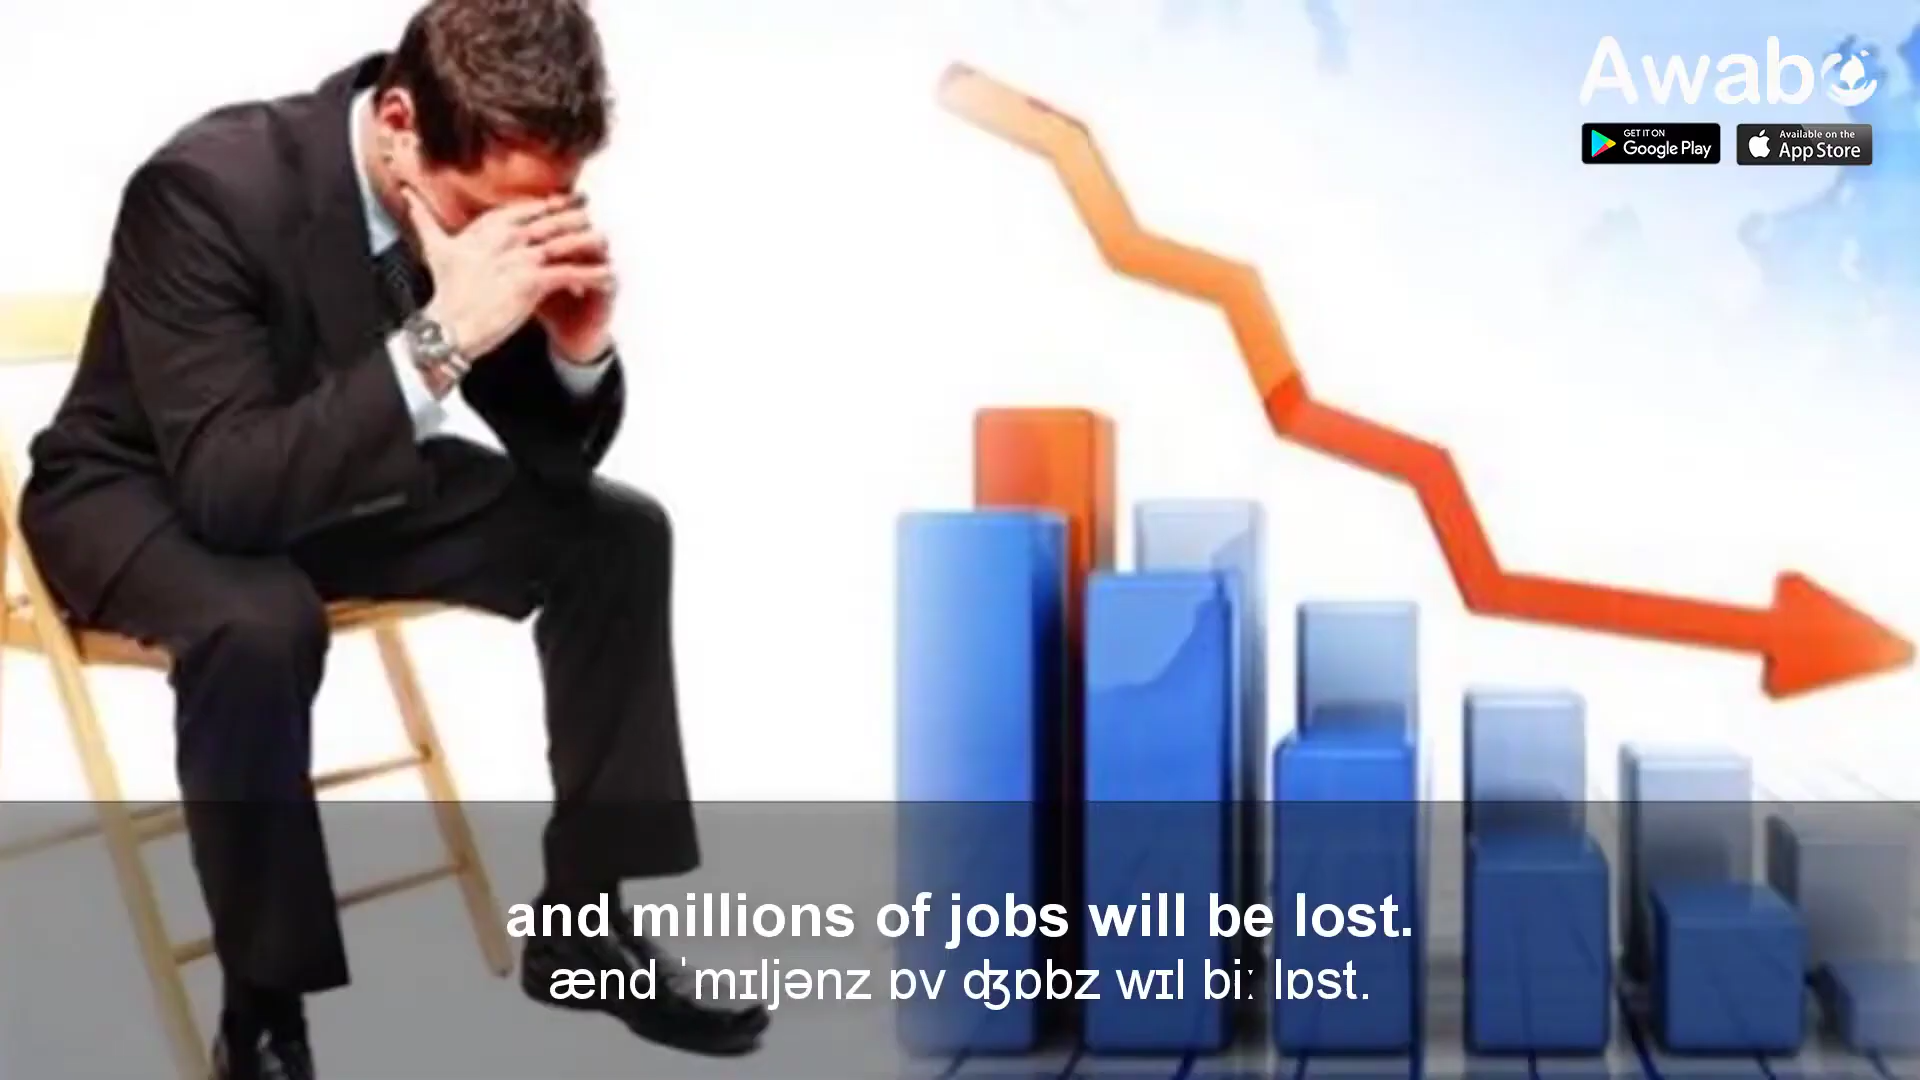 Awabe
GET IT ON
Google Play
Available on the
App Store
and millions of jobs will be lost.
ænd ˈmɪljənz ɒv ʤɒbz wɪl biː lɒst.